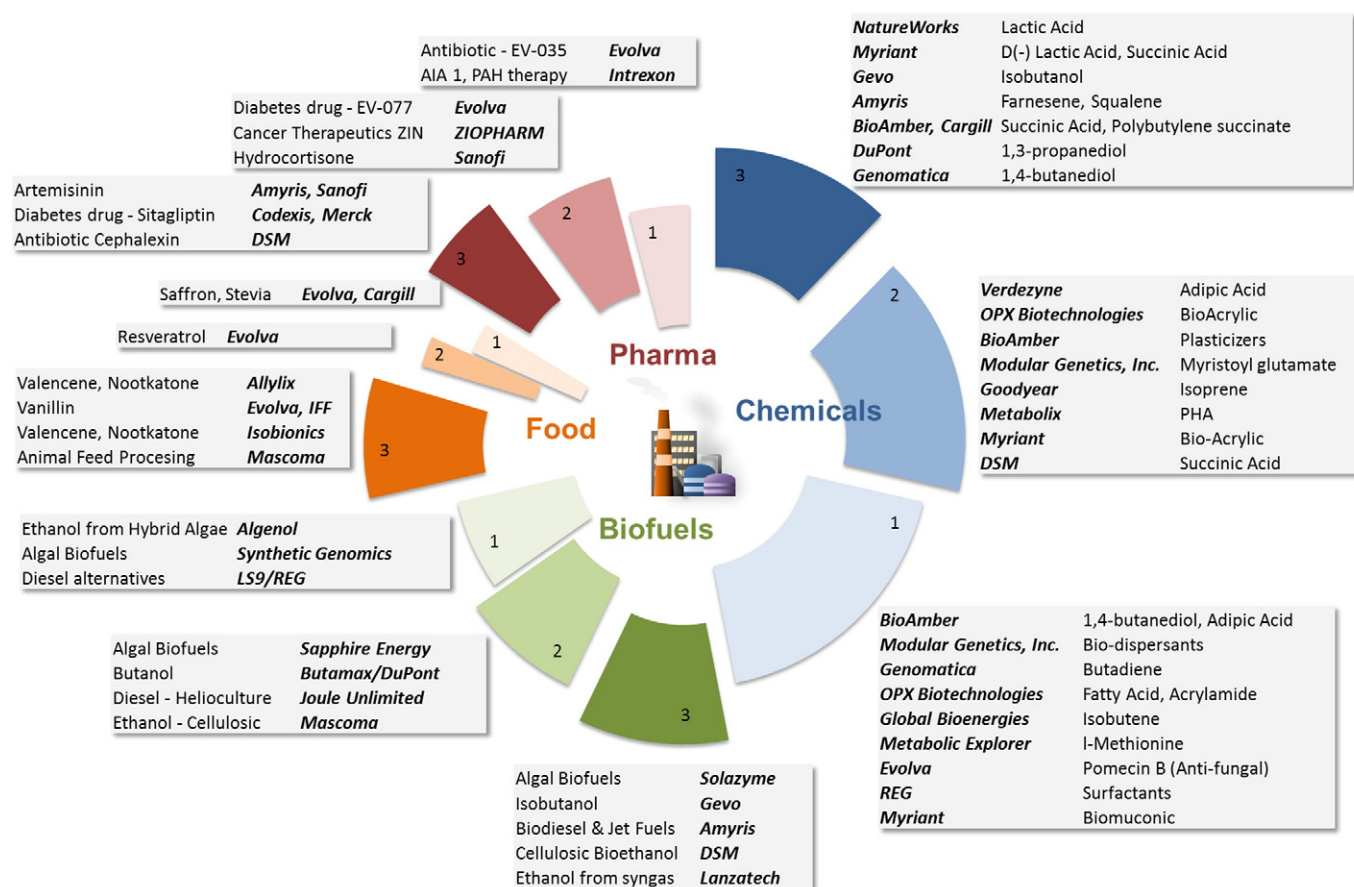 Antibiotic - EV-035 Evolva
AIA 1, PAH therapy Intrexon
Diabetes drug - EV-077 Evolva
Cancer Therapeutics ZIN ZIOPHARM
Hydrocortisone Sanofi
Artemisinin Amyris, Sanofi
Diabetes drug - Sitagliptin Codexis, Merck
Antibiotic Cephalexin DSM
Saffron, Stevia Evolva, Cargill
Resveratrol Evolva
Valencene, Nootkatone Allylix
Vanillin Evolva, IFF
Valencene, Nootkatone Isobionics
Animal Feed Procesing Mascoma
Ethanol from Hybrid Algae Algenol
Algal Biofuels Synthetic Genomics
Diesel alternatives LS9/REG
Algal Biofuels Sapphire Energy
Butanol Butamax/DuPont
Diesel - Helioculture Joule Unlimited
Ethanol - Cellulosic Mascoma
Algal Biofuels Solazyme
Isobutanol Gevo
Biodiesel & Jet Fuels Amyris
Cellulosic Bioethanol DSM
Ethanol from syngas Lanzatech
3
2
1
Pharma
1
2
3
Food
1
2
3
Biofuels
3
2
1
Chemicals
NatureWorks Lactic Acid
Myriant D(-) Lactic Acid, Succinic Acid
Gevo Isobutanol
Amyris Farnesene, Squalene
BioAmber, Cargill Succinic Acid, Polybutylene succinate
DuPont 1,3-propanediol
Genomatica 1,4-butanediol
Verdezyne Adipic Acid
OPX Biotechnologies BioAcrylic
BioAmber Plasticizers
Modular Genetics, Inc. Myristoyl glutamate
Goodyear Isoprene
Metabolix PHA
Myriant Bio-Acrylic
DSM Succinic Acid
BioAmber 1,4-butanediol, Adipic Acid
Modular Genetics, Inc. Bio-dispersants
Genomatica Butadiene
OPX Biotechnologies Fatty Acid, Acrylamide
Global Bioenergies Isobutene
Metabolic Explorer l-Methionine
Evolva Pomecin B (Anti-fungal)
REG Surfactants
Myriant Biomuconic